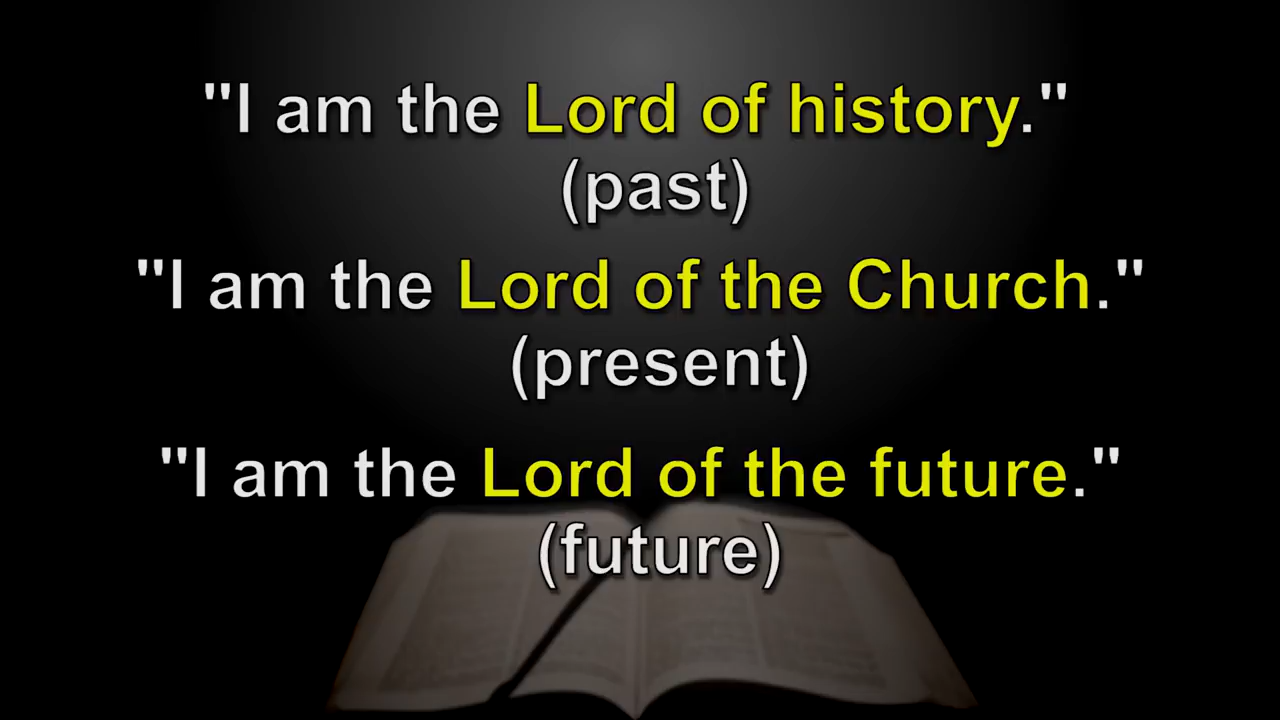 "I am the Lord of history."
(past)
"I am the Lord of the Church."
(present)
"I am the Lord of the future."
(future)